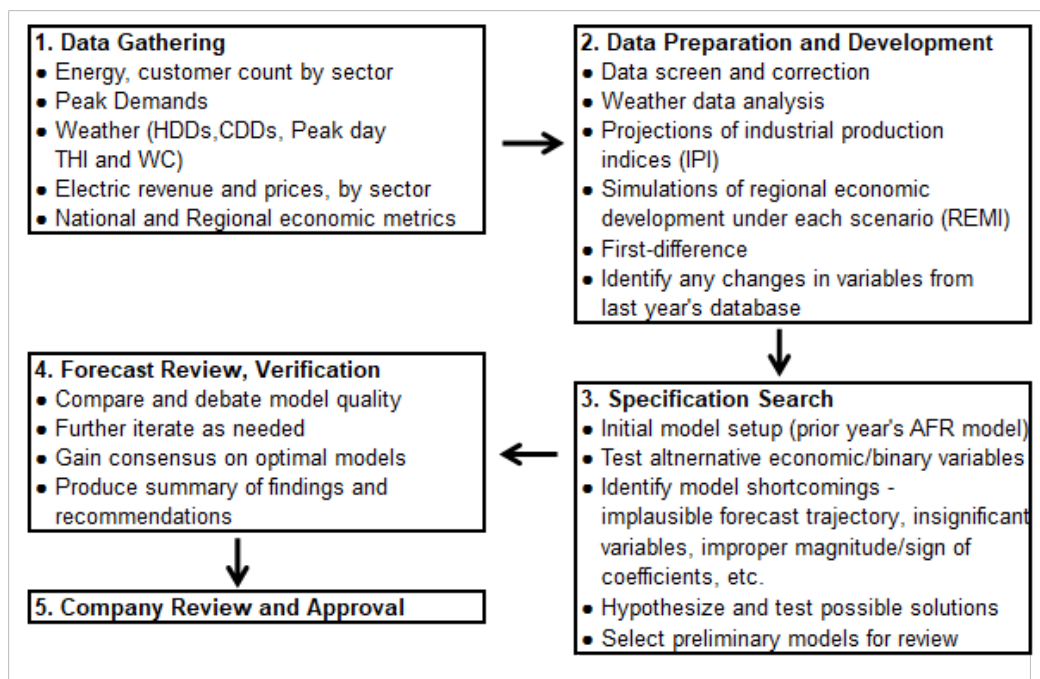 1. Data Gathering
● Energy, customer count by sector
● Peak Demands
● Weather (HDDs,CDDs, Peak day
THI and WC)
● Electric revenue and prices, by sector
● National and Regional economic metrics
2. Data Preparation and Development
● Data screen and correction
● Weather data analysis
● Projections of industrial production
indices (IPI)
● Simulations of regional economic
development under each scenario (REMI)
● First-difference
● Identify any changes in variables from
last year's database
3. Specification Search
● Initial model setup (prior year's AFR model)
● Test altnernative economic/binary variables
● Identify model shortcomings -
implausible forecast trajectory, insignificant
variables, improper magnitude/sign of
coefficients, etc.
● Hypothesize and test possible solutions
● Select preliminary models for review
4. Forecast Review, Verification
● Compare and debate model quality
● Further iterate as needed
● Gain consensus on optimal models
● Produce summary of findings and
recommendations
5. Company Review and Approval